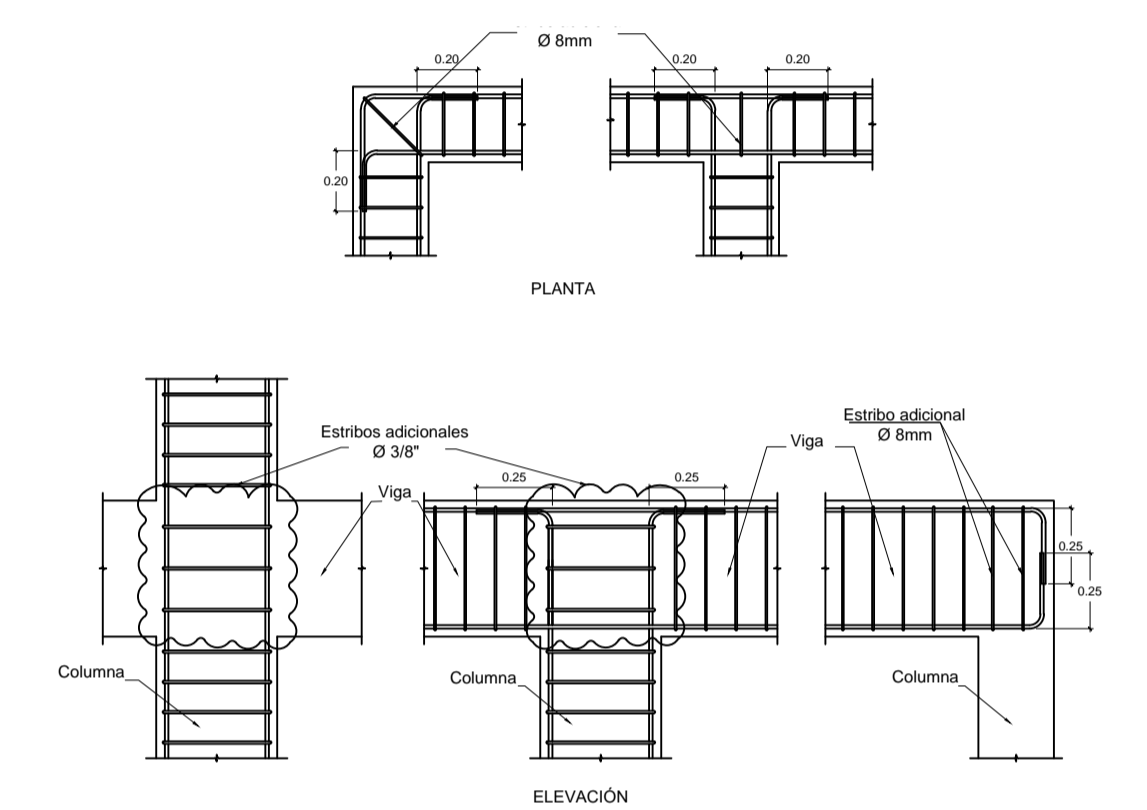 Ø 8mm
0.20
0.20
0.20
0.20
PLANTA
Estribos adicionales
Ø 3/8"
Estribo adicional
Ø 8mm
Viga
0.25
0.25
Viga
0.25
0.25
Columna
Columna
Columna
ELEVACIÓN